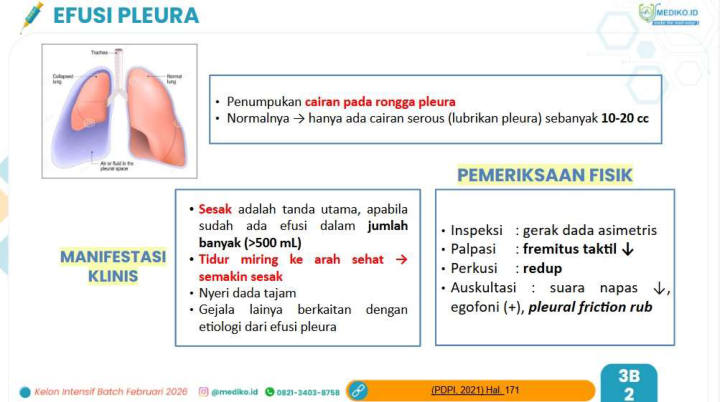 EFUSI PLEURA
MEDIKO.ID
Trachea
Collapsed
lung
Normal
lung
Air or fluid in the
pleural space
• Penumpukan cairan pada rongga pleura
• Normalnya → hanya ada cairan serous (lubrikan pleura) sebanyak 10-20 cc
MANIFESTASI
KLINIS
• Sesak adalah tanda utama, apabila
sudah ada efusi dalam jumlah
banyak (>500 mL)
• Tidur miring ke arah sehat →
semakin sesak
• Nyeri dada tajam
• Gejala lainya berkaitan dengan
etiologi dari efusi pleura
PEMERIKSAAN FISIK
• Inspeksi : gerak dada asimetris
• Palpasi : fremitus taktil ↓
• Perkusi : redup
• Auskultasi : suara napas ↓,
egofoni (+), pleural friction rub
Kelon Intensif Batch Februari 2026 @mediko.id 0821-3403-8758
(PDPI, 2021) Hal. 171
3B
2